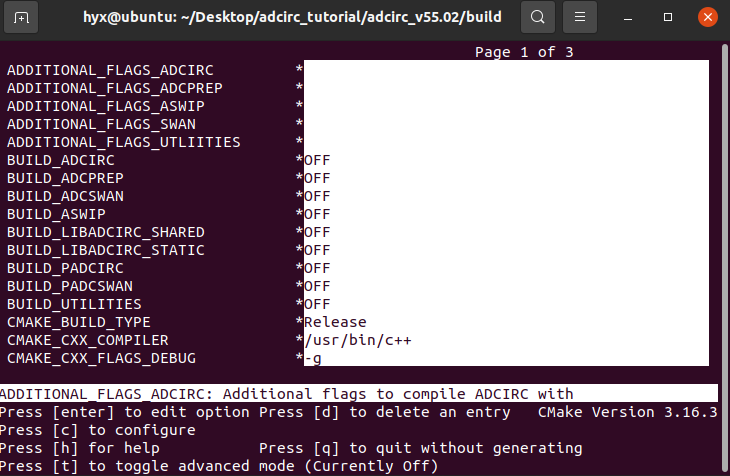 hyx@ubuntu: ~/Desktop/adcirc_tutorial/adcirc_v55.02/build
Page 1 of 3
ADDITIONAL_FLAGS_ADCIRC *
ADDITIONAL_FLAGS_ADCPREP *
ADDITIONAL_FLAGS_ASWIP *
ADDITIONAL_FLAGS_SWAN *
ADDITIONAL_FLAGS_UTLIITIES *
BUILD_ADCIRC *OFF
BUILD_ADCPREP *OFF
BUILD_ADCSWAN *OFF
BUILD_ASWIP *OFF
BUILD_LIBADCIRC_SHARED *OFF
BUILD_LIBADCIRC_STATIC *OFF
BUILD_PADCIRC *OFF
BUILD_PADCSWAN *OFF
BUILD_UTILITIES *OFF
CMAKE_BUILD_TYPE *Release
CMAKE_CXX_COMPILER */usr/bin/c++
CMAKE_CXX_FLAGS_DEBUG *-g
ADDITIONAL_FLAGS_ADCIRC: Additional flags to compile ADCIRC with
Press [enter] to edit option Press [d] to delete an entry CMake Version 3.16.3
Press [c] to configure
Press [h] for help Press [q] to quit without generating
Press [t] to toggle advanced mode (Currently Off)